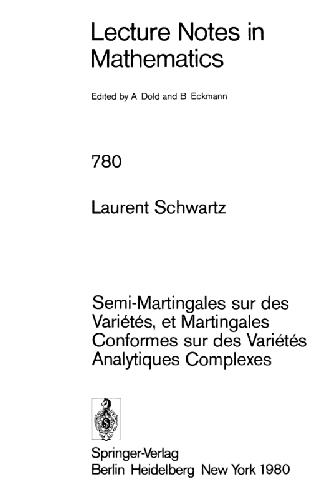 Lecture Notes in
Mathematics
Edited by A. Dold and B. Eckmann
780
Laurent Schwartz
Semi-Martingales sur des
Variétés, et Martingales
Conformes sur des Variétés
Analytiques Complexes
Springer-Verlag
Berlin Heidelberg New York 1980